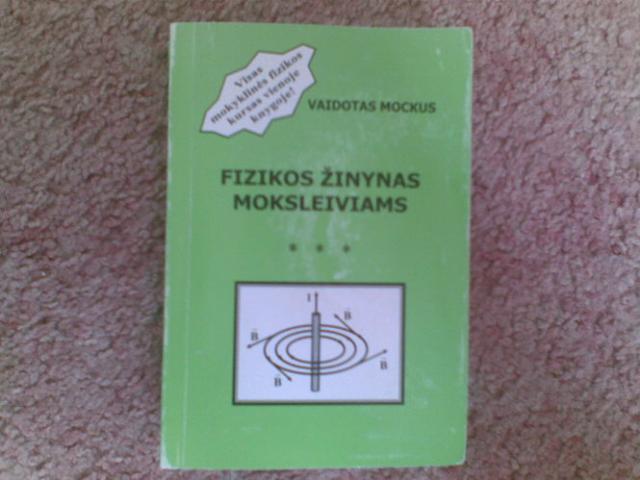 Visas
mokyklinės fizikos
kursas vienoje
knygoje!
VAIDOTAS MOCKUS
FIZIKOS ŽINYNAS
MOKSLEIVIAMS
* * *
I
B
B
B
B